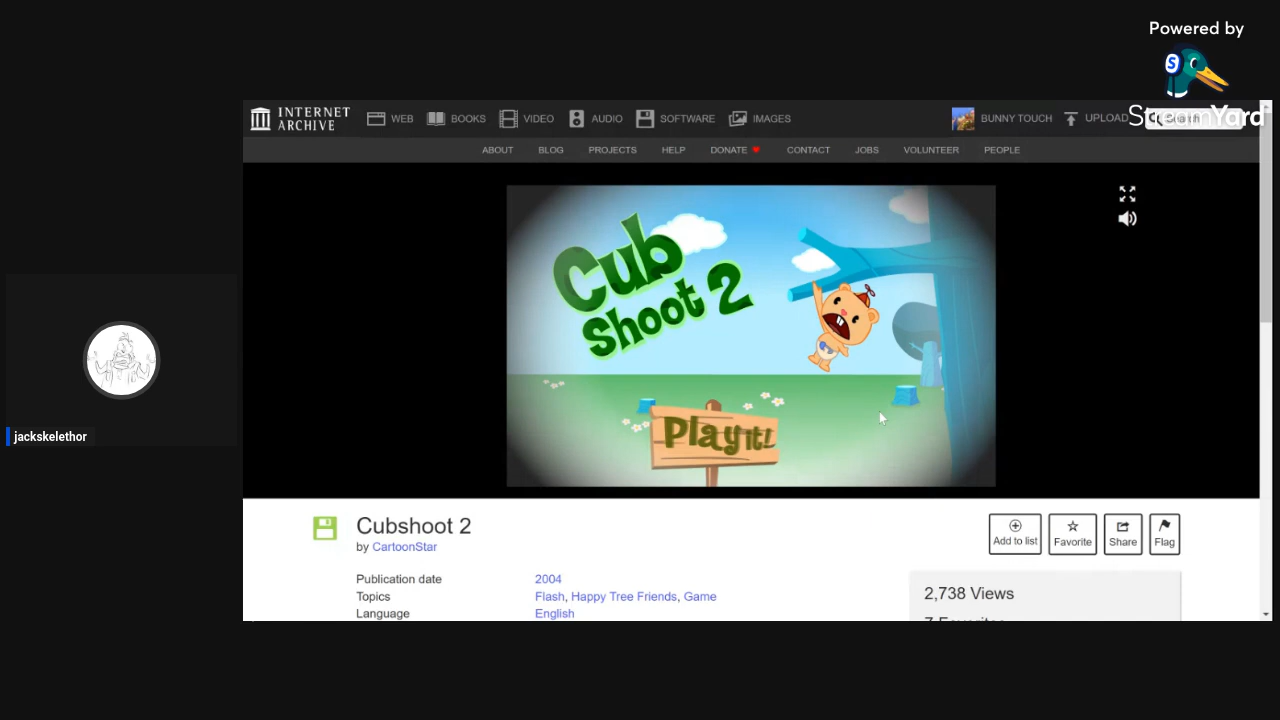 Powered by
StreamYard
INTERNET ARCHIVE
WEB BOOKS VIDEO AUDIO SOFTWARE IMAGES BUNNY TOUCH UPLOAD
ABOUT BLOG PROJECTS HELP DONATE CONTACT JOBS VOLUNTEER PEOPLE
Cub
Shoot 2
Play it!
jackskelethor
Cubshoot 2
by CartoonStar
Add to list Favorite Share Flag
Publication date 2004
Topics Flash, Happy Tree Friends, Game
Language English
2,738 Views